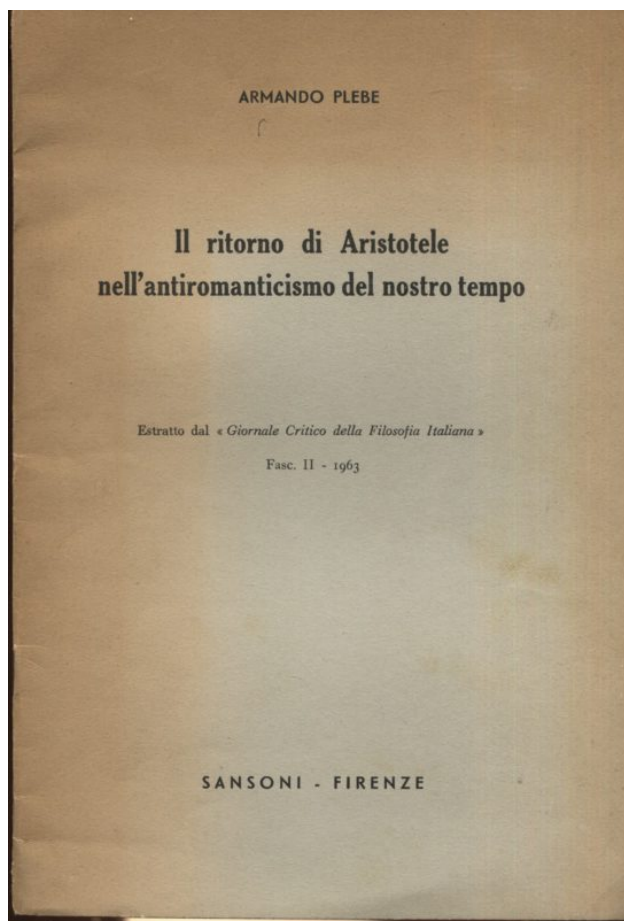 ARMANDO PLEBE
Il ritorno di Aristotele
nell'antiromanticismo del nostro tempo
Estratto dal « Giornale Critico della Filosofia Italiana »
Fasc. II - 1963
SANSONI - FIRENZE